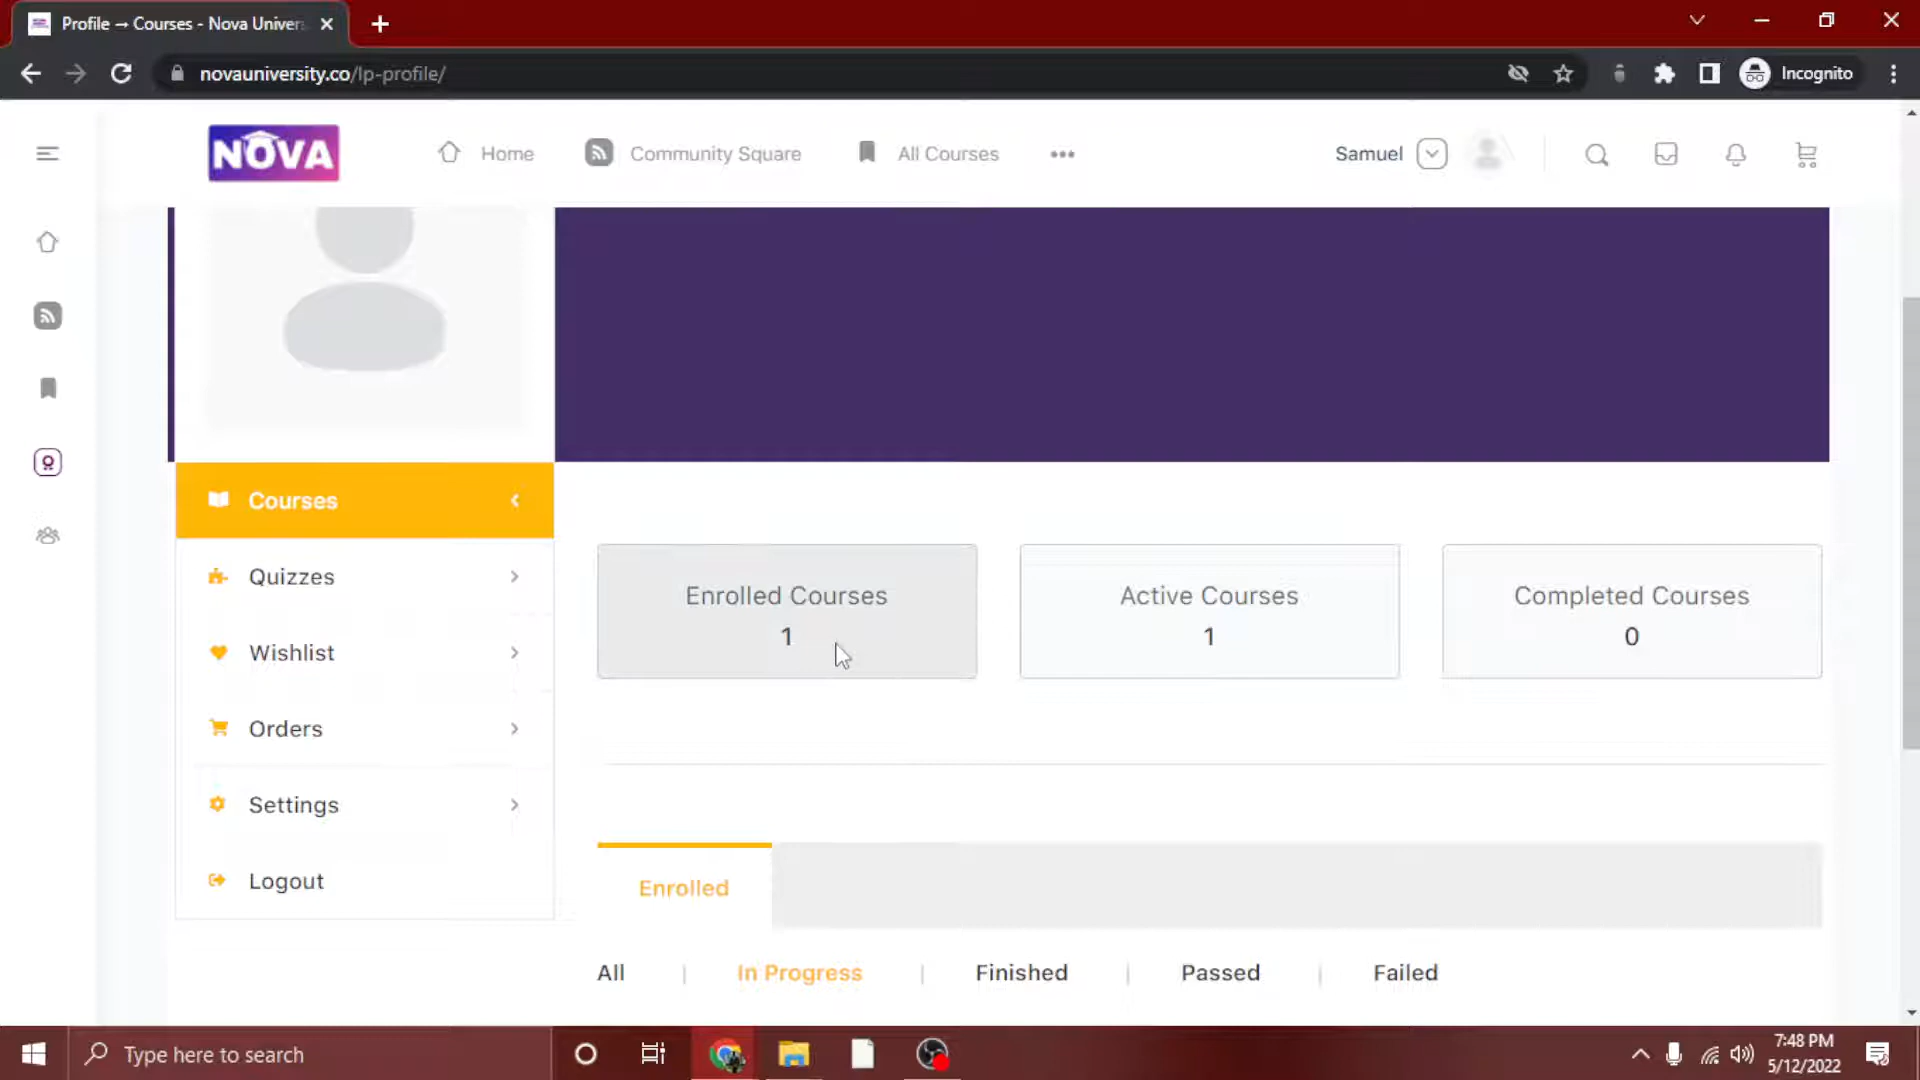 Profile → Courses - Nova Univers
novauniversity.co/lp-profile/
Incognito
NOVA
Home
Community Square
All Courses
Samuel
Courses
Quizzes
Wishlist
Orders
Settings
Logout
Enrolled Courses
1
Active Courses
1
Completed Courses
0
Enrolled
All | In Progress | Finished | Passed | Failed
Type here to search
7:48 PM
5/12/2022